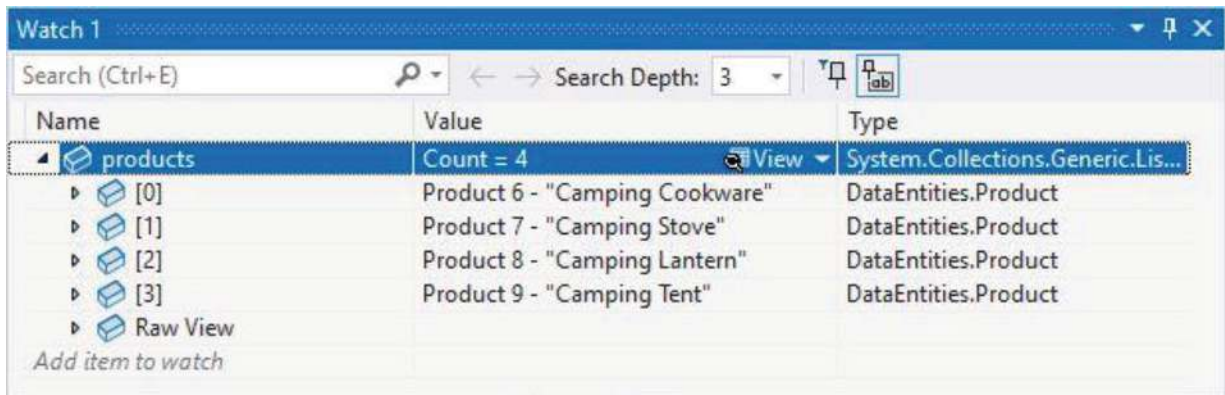 Watch 1
Search (Ctrl+E) Search Depth: 3
Name Value Type
products Count = 4 View System.Collections.Generic.Lis...
[0] Product 6 - "Camping Cookware" DataEntities.Product
[1] Product 7 - "Camping Stove" DataEntities.Product
[2] Product 8 - "Camping Lantern" DataEntities.Product
[3] Product 9 - "Camping Tent" DataEntities.Product
Raw View
Add item to watch